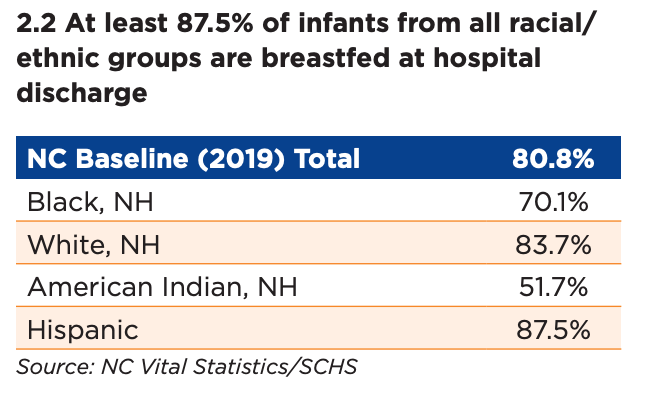 2.2 At least 87.5% of infants from all racial/
ethnic groups are breastfed at hospital
discharge
NC Baseline (2019) Total 80.8%
Black, NH 70.1%
White, NH 83.7%
American Indian, NH 51.7%
Hispanic 87.5%
Source: NC Vital Statistics/SCHS